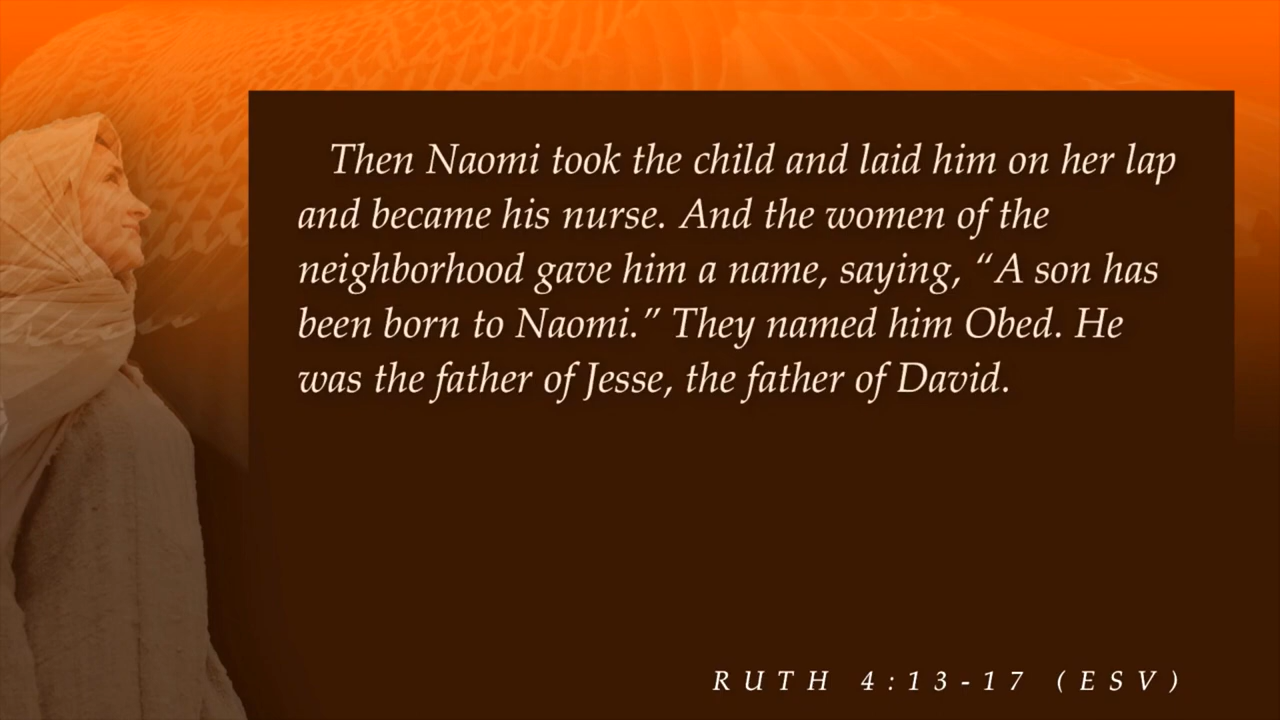 Then Naomi took the child and laid him on her lap
and became his nurse. And the women of the
neighborhood gave him a name, saying, “A son has
been born to Naomi.” They named him Obed. He
was the father of Jesse, the father of David.
RUTH 4:13-17 (ESV)